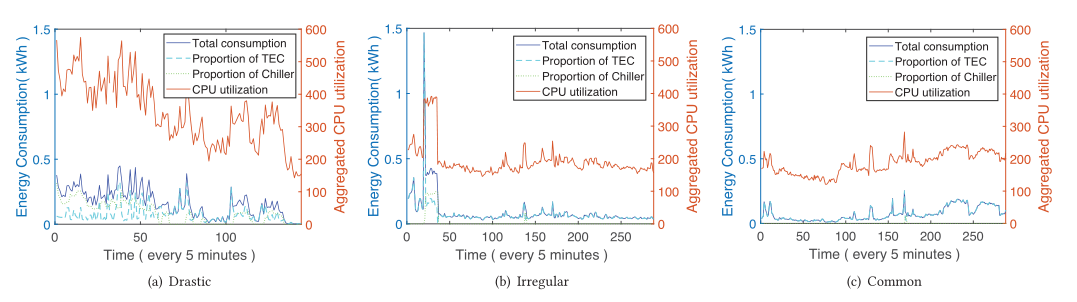 1.5
1
0.5
0
Energy Consumption( kWh )
600
500
400
300
200
100
0
Aggregated CPU utilization
Total consumption
Proportion of TEC
Proportion of Chiller
CPU utilization
0 50 100
Time ( every 5 minutes )
(a) Drastic
1.5
1
0.5
0
Energy Consumption( kWh )
600
500
400
300
200
100
0
Aggregated CPU utilization
Total consumption
Proportion of TEC
Proportion of Chiller
CPU utilization
0 50 100 150 200 250
Time ( every 5 minutes )
(b) Irregular
1.5
1
0.5
0
Energy Consumption( kWh )
600
500
400
300
200
100
0
Aggregated CPU utilization
Total consumption
Proportion of TEC
Proportion of Chiller
CPU utilization
0 50 100 150 200 250
Time ( every 5 minutes )
(c) Common